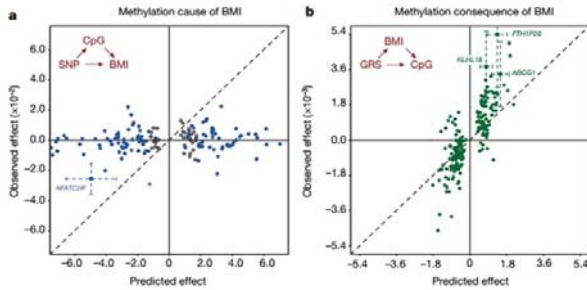 a
Methylation cause of BMI
CpG
SNP
BMI
Observed effect (×10⁻²)
6.0
4.0
2.0
0
−2.0
−4.0
−6.0
NFATC2IP
−6.0
−4.0
−2.0
0
2.0
4.0
6.0
Predicted effect
b
Methylation consequence of BMI
BMI
GRS
CpG
KLHL18
FTH1P20
ABCG1
Observed effect (×10⁻²)
5.4
3.6
1.8
−0.0
−1.8
−3.6
−5.4
−5.4
−3.6
−1.8
0
1.8
3.6
5.4
Predicted effect